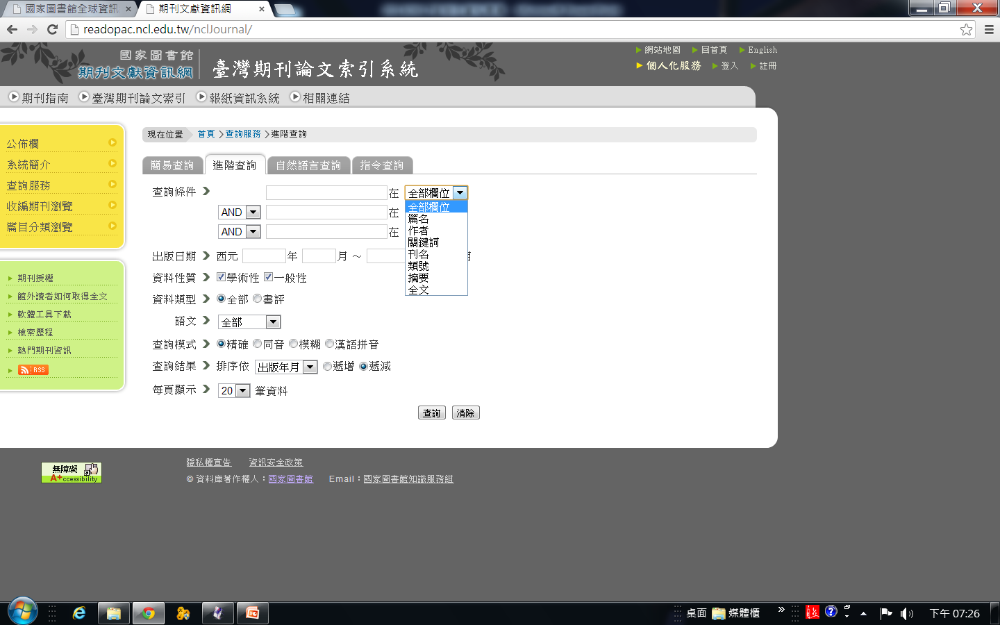 國家圖書館全球資訊
期刊文獻資訊網
readopac.ncl.edu.tw/nclJournal/
國家圖書館
期刊文獻資訊網
臺灣期刊論文索引系統
網站地圖 回首頁 English
個人化服務 登入 註冊
期刊指南 臺灣期刊論文索引 報紙資訊系統 相關連結
公佈欄
系統簡介
查詢服務
收編期刊瀏覽
篇目分類瀏覽
期刊授權
館外讀者如何取得全文
軟體工具下載
檢索歷程
熱門期刊資訊
RSS
現在位置 首頁 >查詢服務 >進階查詢
簡易查詢 進階查詢 自然語言查詢 指令查詢
查詢條件 在 全部欄位
AND 在
AND 在
全部欄位
篇名
作者
關鍵詞
刊名
類號
摘要
全文
出版日期 西元 年 月 ～
資料性質 學術性 一般性
資料類型 全部 書評
語文 全部
查詢模式 精確 同音 模糊 漢語拼音
查詢結果 排序依 出版年月 遞增 遞減
每頁顯示 20 筆資料
查詢 清除
無障礙
A+ccessibility
隱私權宣告 資訊安全政策
© 資料庫著作權人：國家圖書館 Email：國家圖書館知識服務組
桌面 媒體櫃 » 下午 07:26